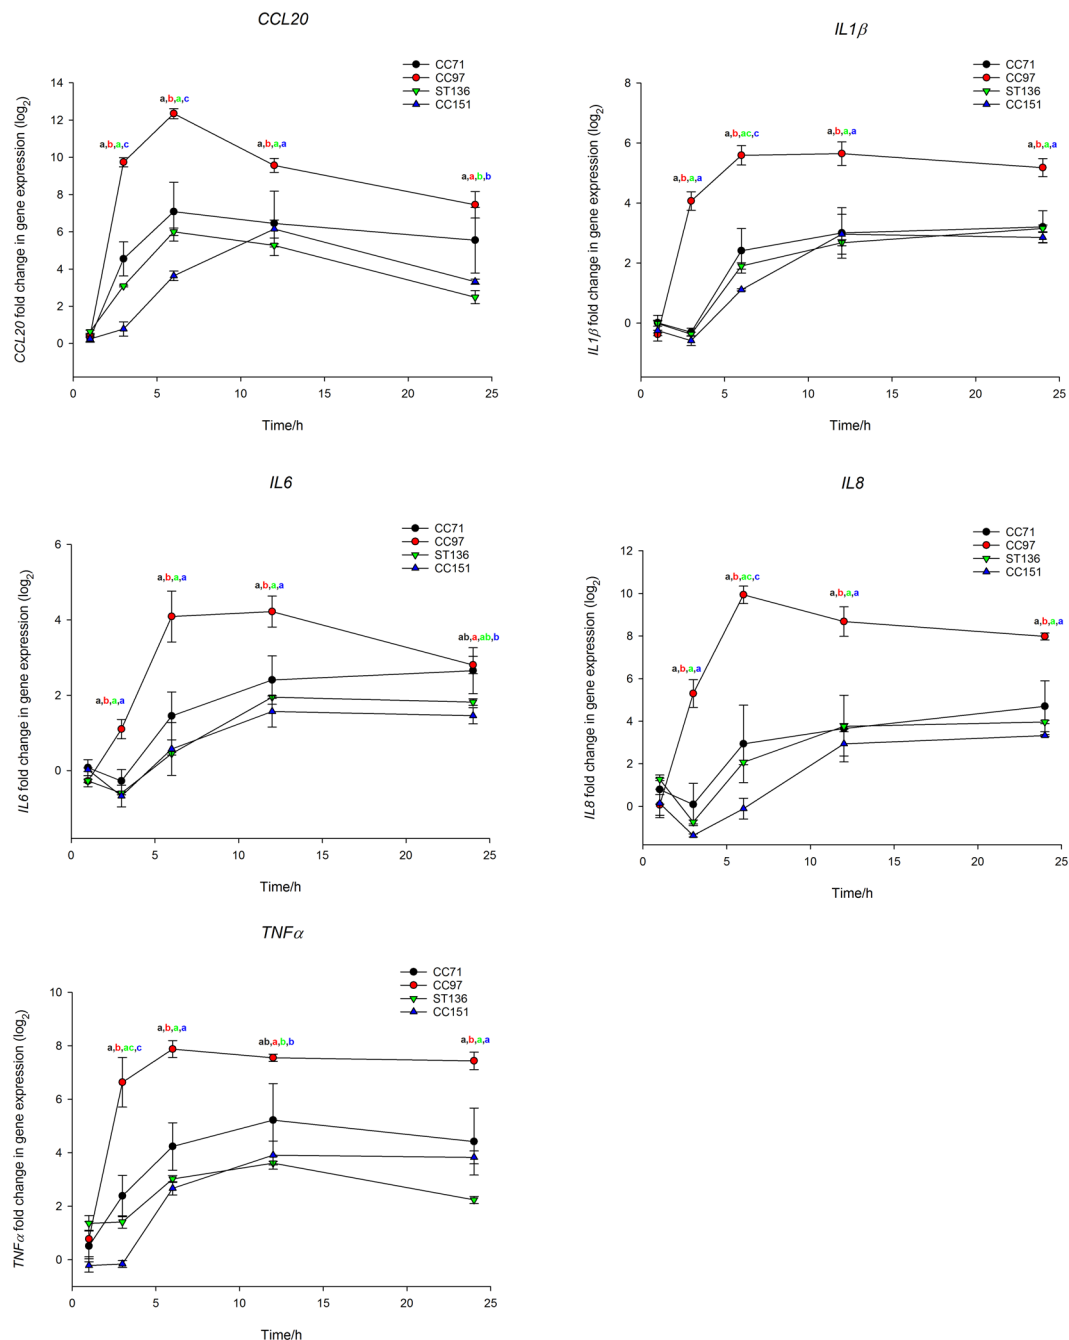 CCL20
CC71
CC97
ST136
CC151
CCL20 fold change in gene expression (log2)
14
12
10
8
6
4
2
0
a,b,a,c
a,b,a,c
a,b,a,a
a,a,b,b
0
5
10
15
20
25
Time/h
IL1β
CC71
CC97
ST136
CC151
IL1β fold change in gene expression (log2)
8
6
4
2
0
a,b,a,a
a,b,ac,c
a,b,a,a
a,b,a,a
0
5
10
15
20
25
Time/h
IL6
CC71
CC97
ST136
CC151
IL6 fold change in gene expression (log2)
6
4
2
0
a,b,a,a
a,b,a,a
a,b,a,a
ab,a,ab,b
0
5
10
15
20
25
Time/h
IL8
CC71
CC97
ST136
CC151
IL8 fold change in gene expression (log2)
12
10
8
6
4
2
0
a,b,a,a
a,b,ac,c
a,b,a,a
a,b,a,a
0
5
10
15
20
25
Time/h
TNFα
CC71
CC97
ST136
CC151
TNFα fold change in gene expression (log2)
10
8
6
4
2
0
a,b,ac,c
a,b,a,a
ab,a,b,b
a,b,a,a
0
5
10
15
20
25
Time/h